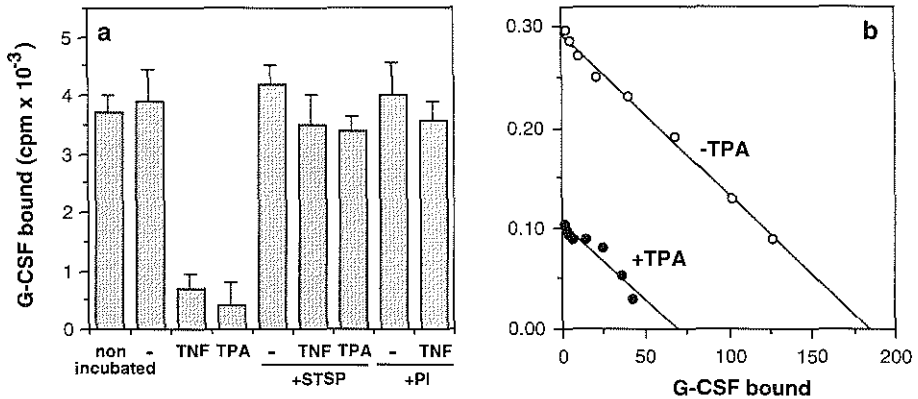 a
G-CSF bound (cpm x 10⁻³)
5
4
3
2
1
0
non incubated
-
TNF
TPA
-
TNF
TPA
+STSP
-
TNF
+PI
b
0.30
0.20
0.10
0.00
-TPA
+TPA
0
50
100
150
200
G-CSF bound